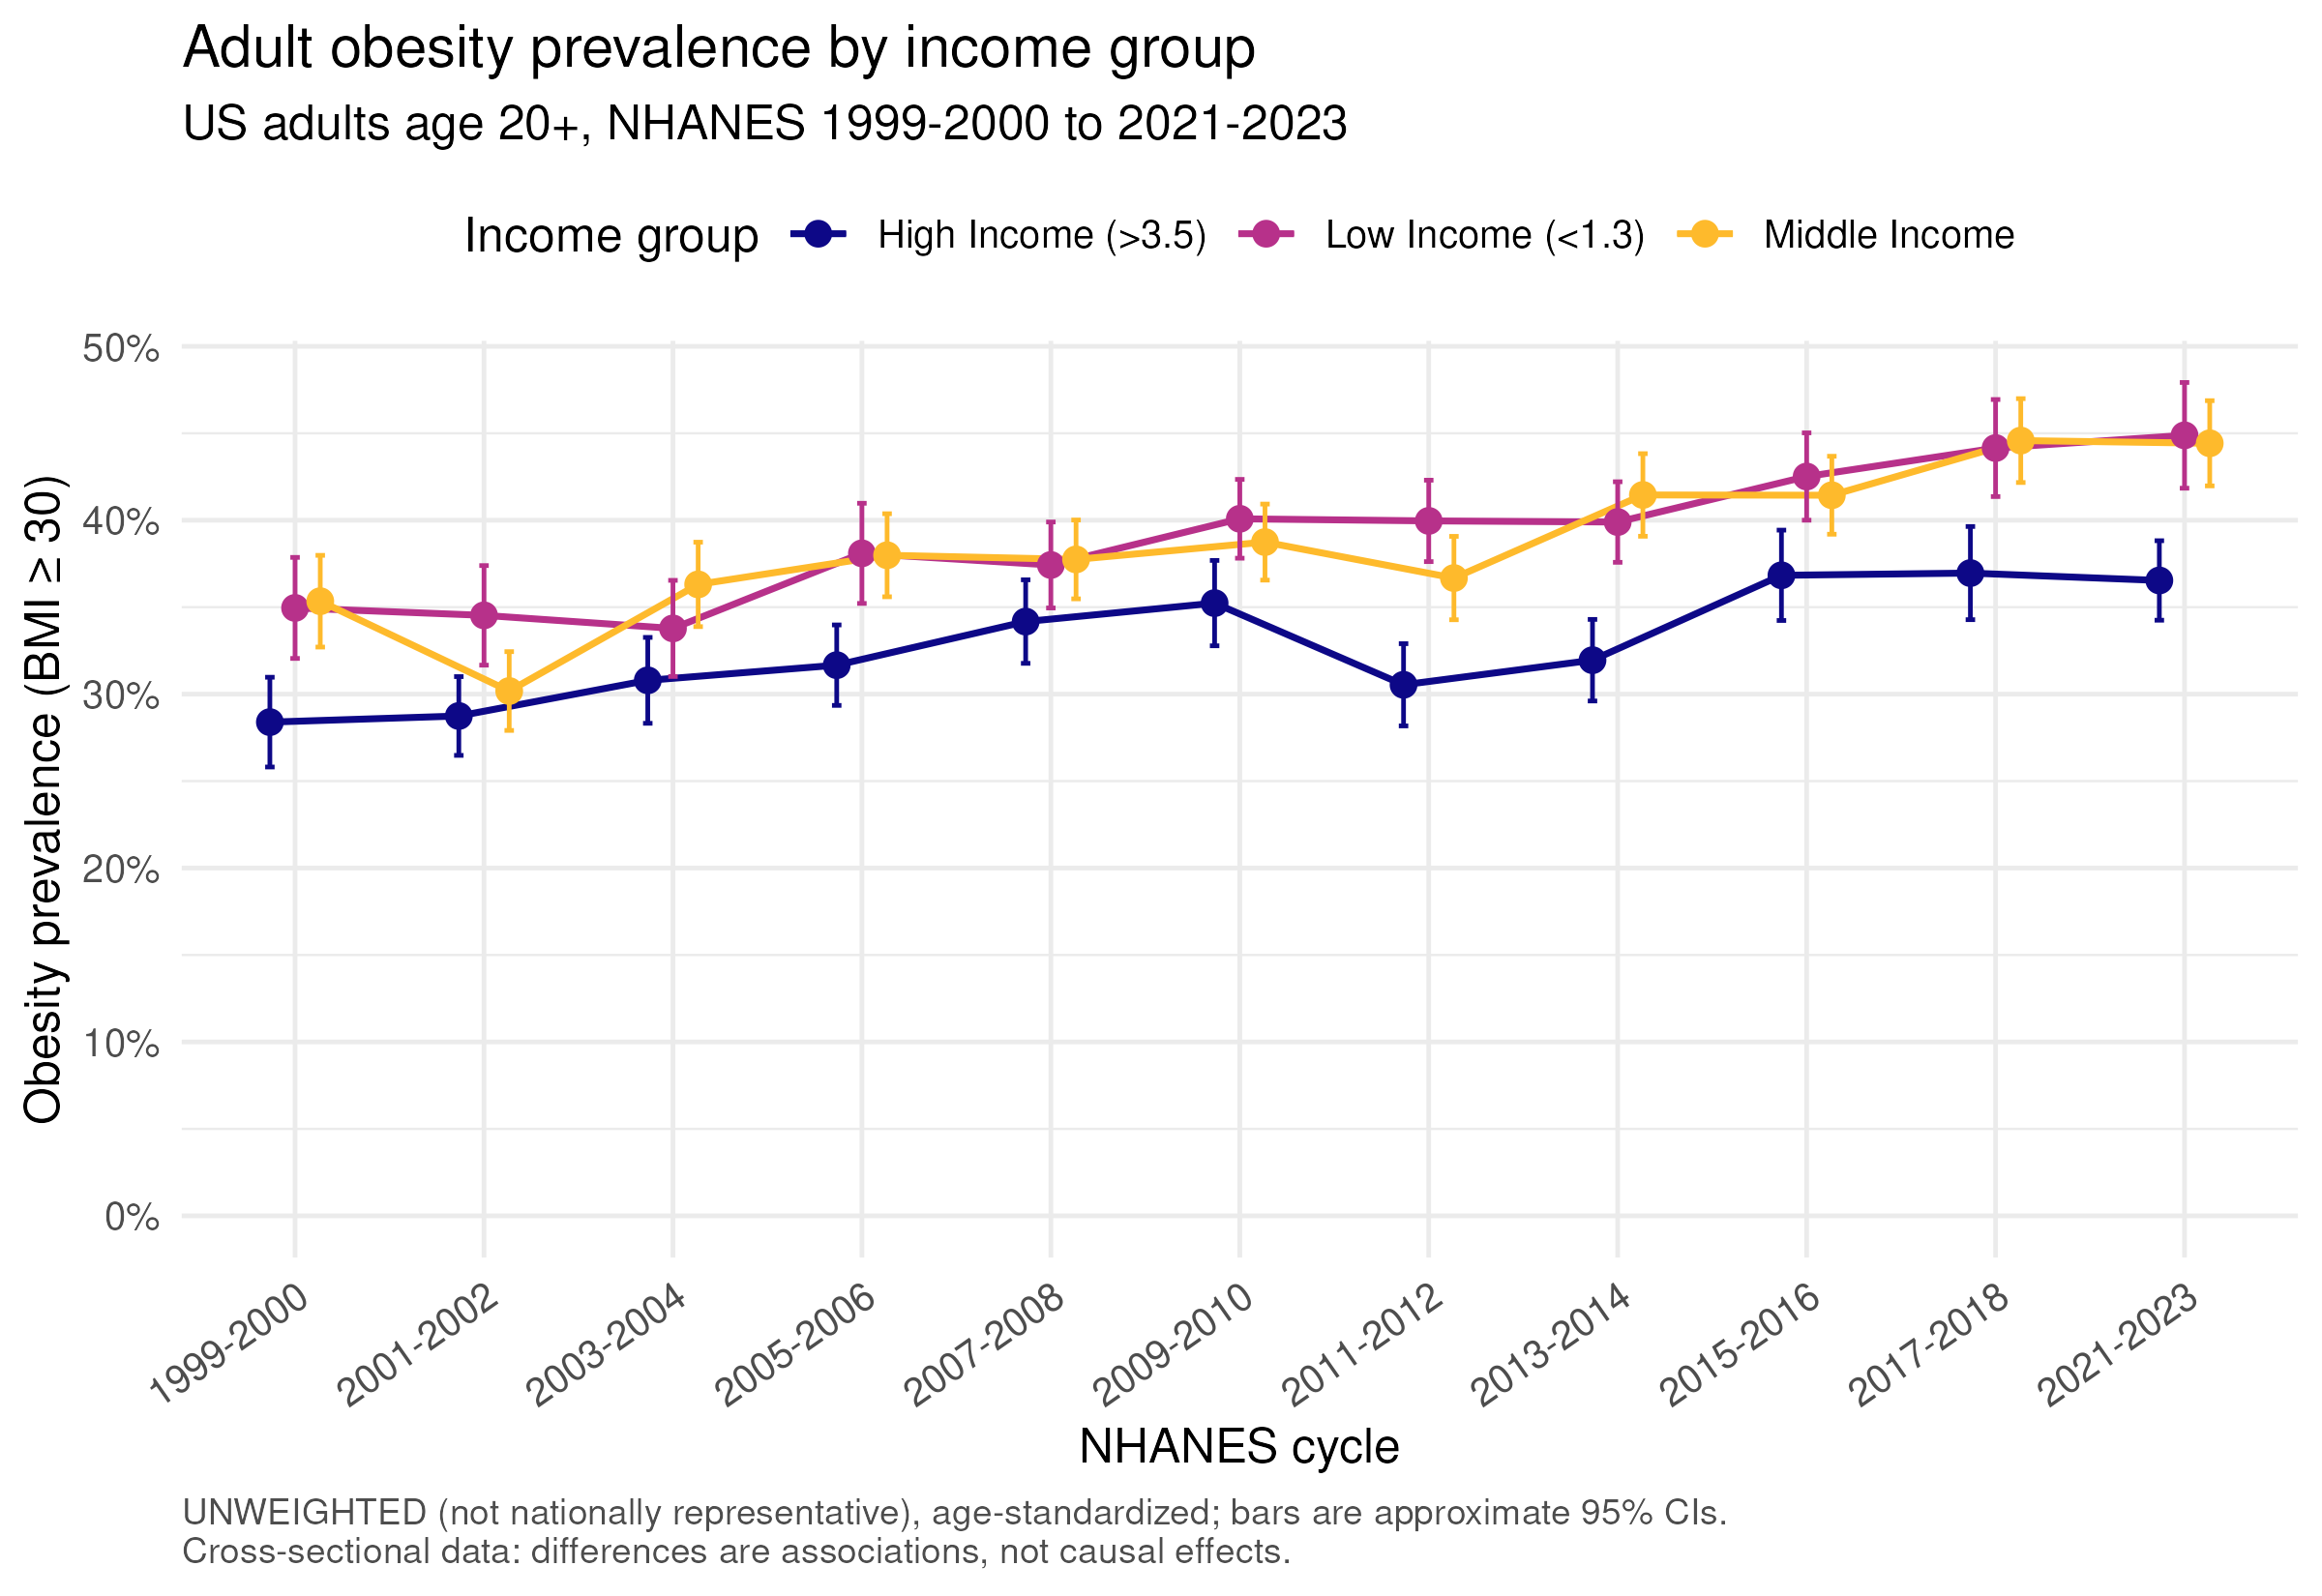 Adult obesity prevalence by income group
US adults age 20+, NHANES 1999-2000 to 2021-2023
Income group
High Income (>3.5)
Low Income (<1.3)
Middle Income
Obesity prevalence (BMI ≥ 30)
50%
40%
30%
20%
10%
0%
1999-2000
2001-2002
2003-2004
2005-2006
2007-2008
2009-2010
2011-2012
2013-2014
2015-2016
2017-2018
2021-2023
NHANES cycle
UNWEIGHTED (not nationally representative), age-standardized; bars are approximate 95% CIs.
Cross-sectional data: differences are associations, not causal effects.